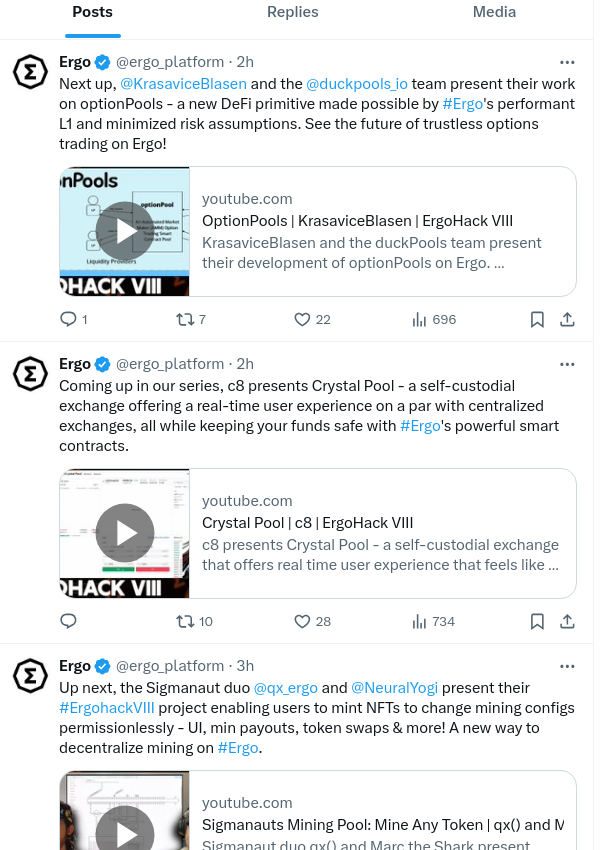 Posts
Replies
Media
Ergo @ergo_platform · 2h
Next up, @KrasaviceBlasen and the @duckpools_io team present their work
on optionPools - a new DeFi primitive made possible by #Ergo's performant
L1 and minimized risk assumptions. See the future of trustless options
trading on Ergo!
nPools
optionPool
Liquidity Providers
OHACK VIII
youtube.com
OptionPools | KrasaviceBlasen | ErgoHack VIII
KrasaviceBlasen and the duckPools team present
their development of optionPools on Ergo. ...
1
7
22
696
Ergo @ergo_platform · 2h
Coming up in our series, c8 presents Crystal Pool - a self-custodial
exchange offering a real-time user experience on a par with centralized
exchanges, all while keeping your funds safe with #Ergo's powerful smart
contracts.
OHACK VIII
youtube.com
Crystal Pool | c8 | ErgoHack VIII
c8 presents Crystal Pool - a self-custodial exchange
that offers real time user experience that feels like ...
10
28
734
Ergo @ergo_platform · 3h
Up next, the Sigmanaut duo @qx_ergo and @NeuralYogi present their
#ErgohackVIII project enabling users to mint NFTs to change mining configs
permissionlessly - UI, min payouts, token swaps & more! A new way to
decentralize mining on #Ergo.
youtube.com
Sigmanauts Mining Pool: Mine Any Token | qx() and M
Sigmanaut duo qx() and Marc the Shark present